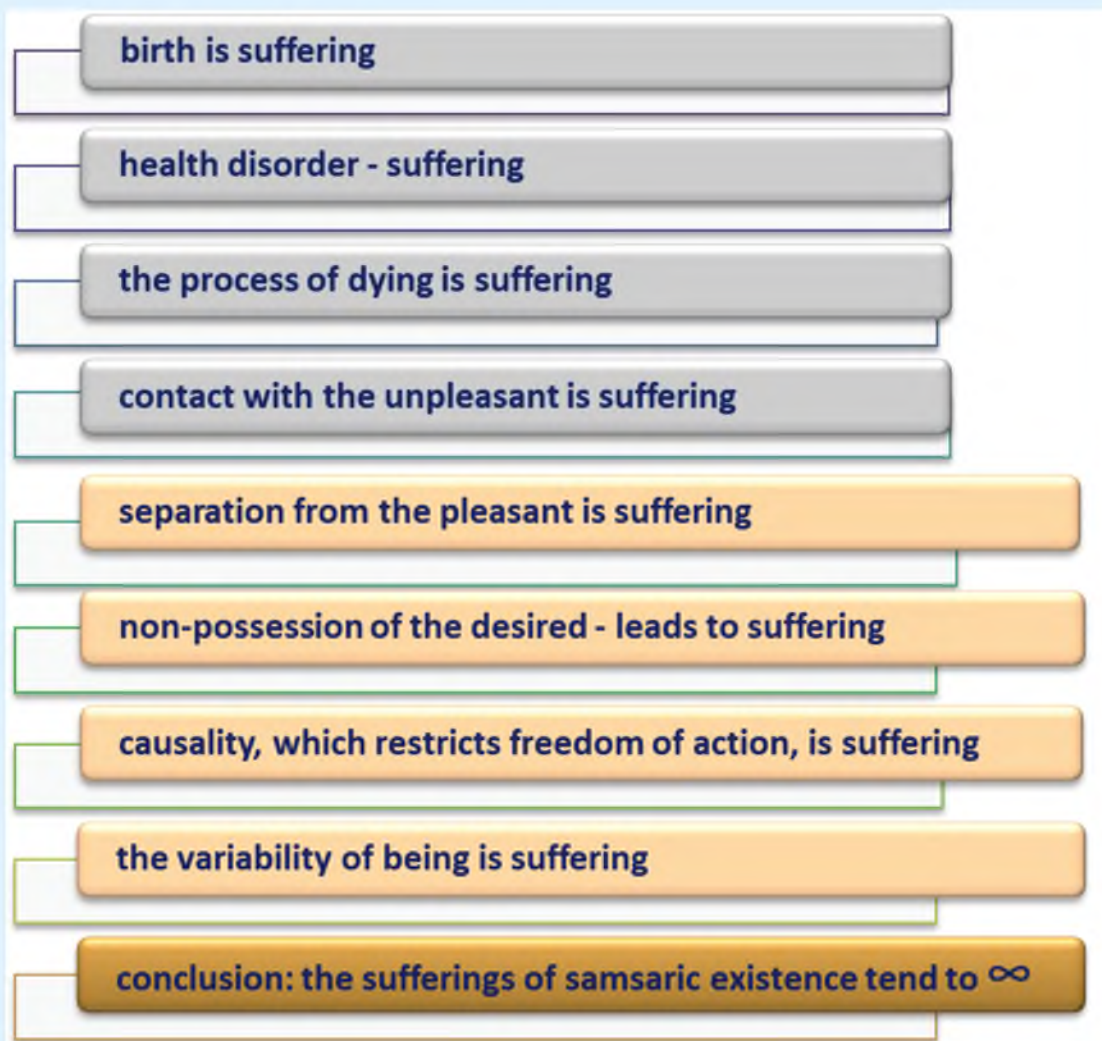 birth is suffering
health disorder - suffering
the process of dying is suffering
contact with the unpleasant is suffering
separation from the pleasant is suffering
non-possession of the desired - leads to suffering
causality, which restricts freedom of action, is suffering
the variability of being is suffering
conclusion: the sufferings of samsaric existence tend to ∞